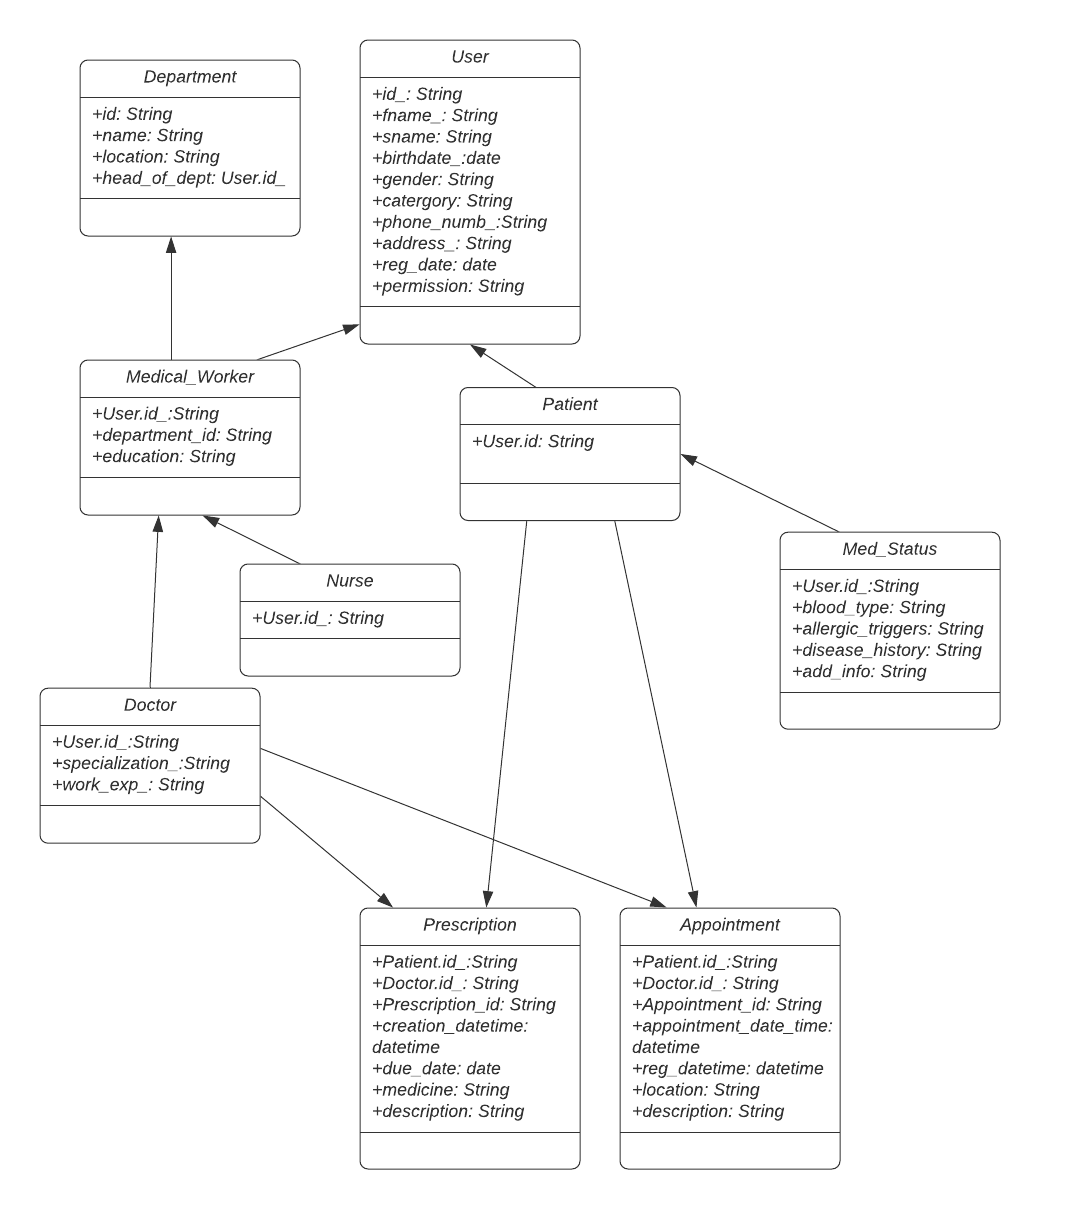 Department
+id: String
+name: String
+location: String
+head_of_dept: User.id_
User
+id_: String
+fname_: String
+sname: String
+birthdate_:date
+gender: String
+catergory: String
+phone_numb_:String
+address_: String
+reg_date: date
+permission: String
Medical_Worker
+User.id_:String
+department_id: String
+education: String
Patient
+User.id: String
Med_Status
+User.id_:String
+blood_type: String
+allergic_triggers: String
+disease_history: String
+add_info: String
Nurse
+User.id_: String
Doctor
+User.id_:String
+specialization_:String
+work_exp_: String
Prescription
+Patient.id_:String
+Doctor.id_: String
+Prescription_id: String
+creation_datetime:
datetime
+due_date: date
+medicine: String
+description: String
Appointment
+Patient.id_:String
+Doctor.id_: String
+Appointment_id: String
+appointment_date_time:
datetime
+reg_datetime: datetime
+location: String
+description: String